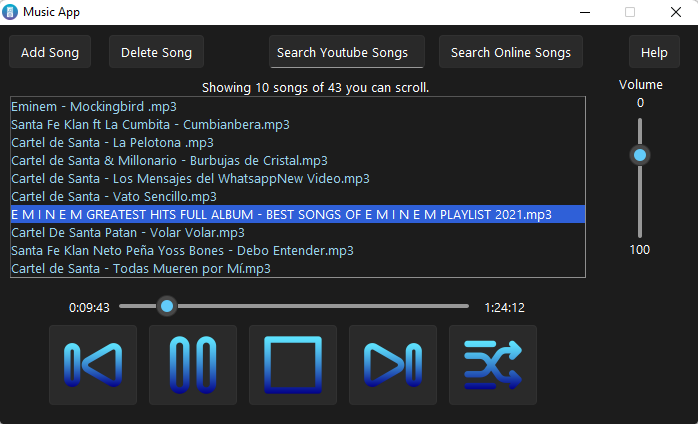 Music App
Add Song
Delete Song
Search Youtube Songs
Search Online Songs
Help
Showing 10 songs of 43 you can scroll.
Volume
0
Eminem - Mockingbird .mp3
Santa Fe Klan ft La Cumbita - Cumbianbera.mp3
Cartel de Santa - La Pelotona .mp3
Cartel de Santa & Millonario - Burbujas de Cristal.mp3
Cartel de Santa - Los Mensajes del WhatsappNew Video.mp3
Cartel de Santa - Vato Sencillo.mp3
E M I N E M GREATEST HITS FULL ALBUM - BEST SONGS OF E M I N E M PLAYLIST 2021.mp3
Cartel De Santa Patan - Volar Volar.mp3
Santa Fe Klan Neto Peña Yoss Bones - Debo Entender.mp3
Cartel de Santa - Todas Mueren por Mí.mp3
100
0:09:43
1:24:12